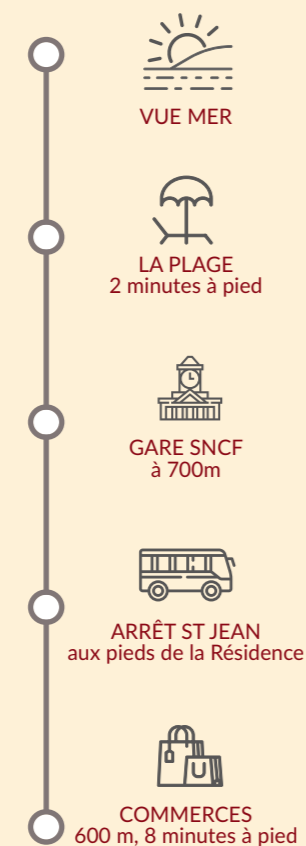 VUE MER
LA PLAGE
2 minutes à pied
GARE SNCF
à 700m
ARRÊT ST JEAN
aux pieds de la Résidence
COMMERCES
600 m, 8 minutes à pied